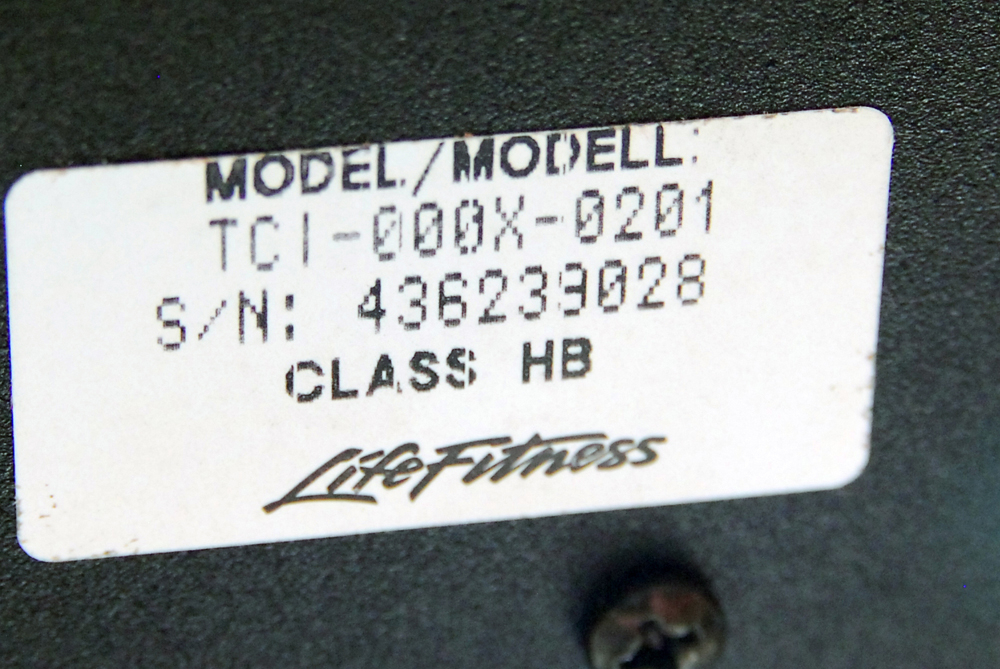 MODEL/MODELL:
TCI-000X-0201
S/N: 436239028
CLASS HB
LifeFitness